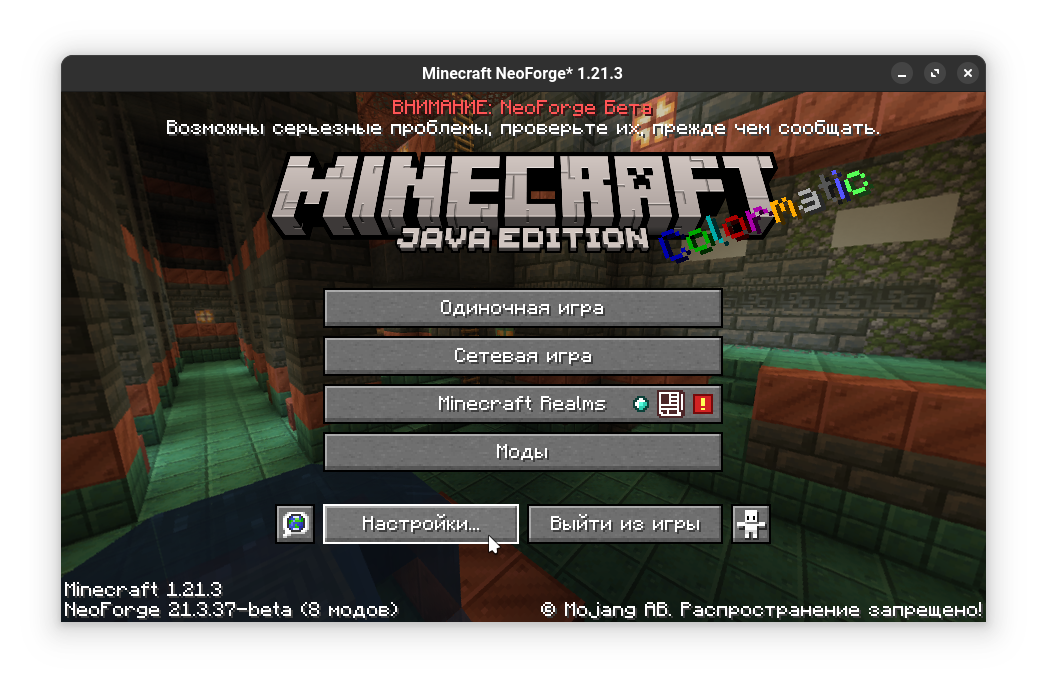 Minecraft NeoForge* 1.21.3
ВНИМАНИЕ: NeoForge Бета
Возможны серьезные проблемы, проверьте их, прежде чем сообщать.
MINECRAFT
JAVA EDITION
Colormatic
Одиночная игра
Сетевая игра
Minecraft Realms
Моды
Настройки...
Выйти из игры
Minecraft 1.21.3
NeoForge 21.3.37-beta (8 модов)
© Mojang AB. Распространение запрещено!